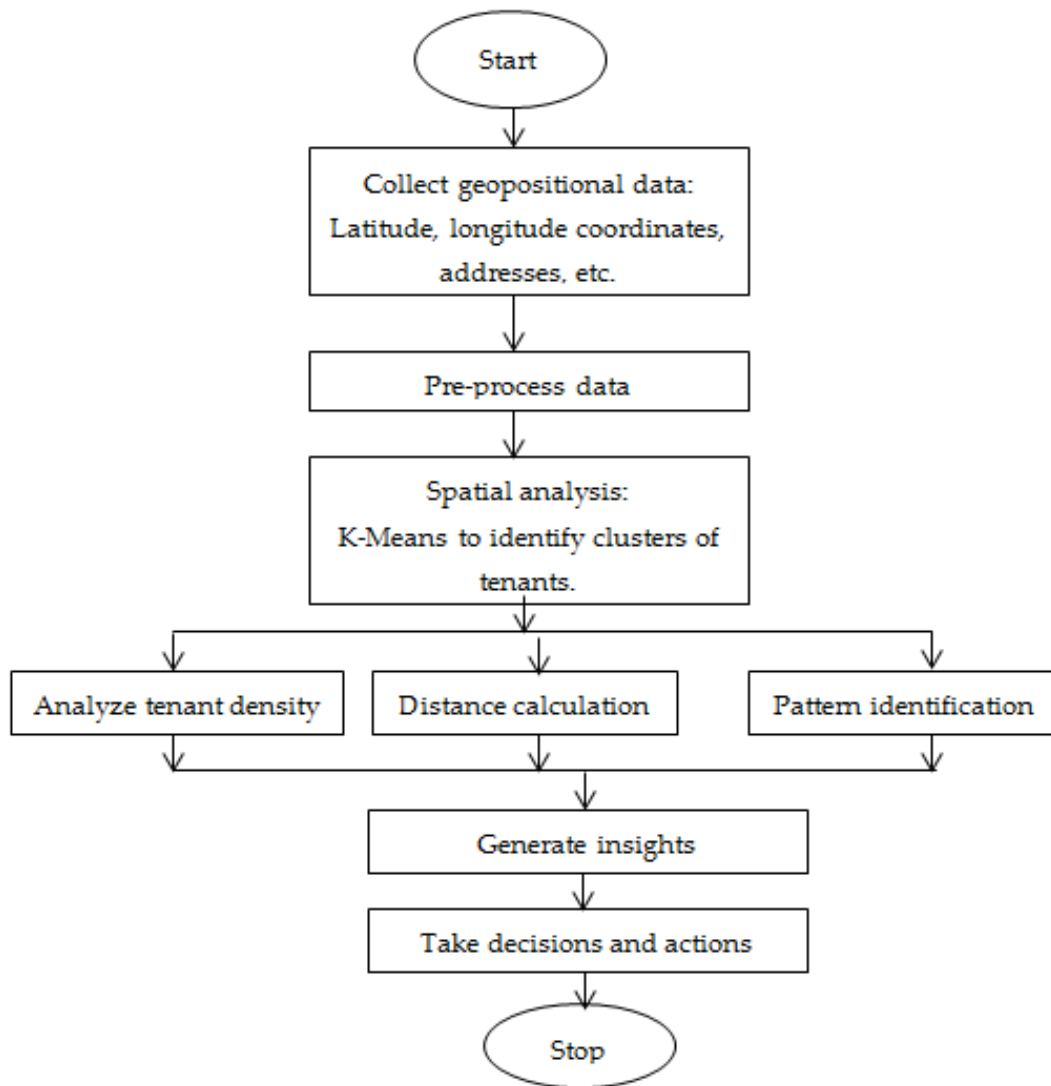 Start
Collect geopositional data:
Latitude, longitude coordinates,
addresses, etc.
Pre-process data
Spatial analysis:
K-Means to identify clusters of
tenants.
Analyze tenant density
Distance calculation
Pattern identification
Generate insights
Take decisions and actions
Stop